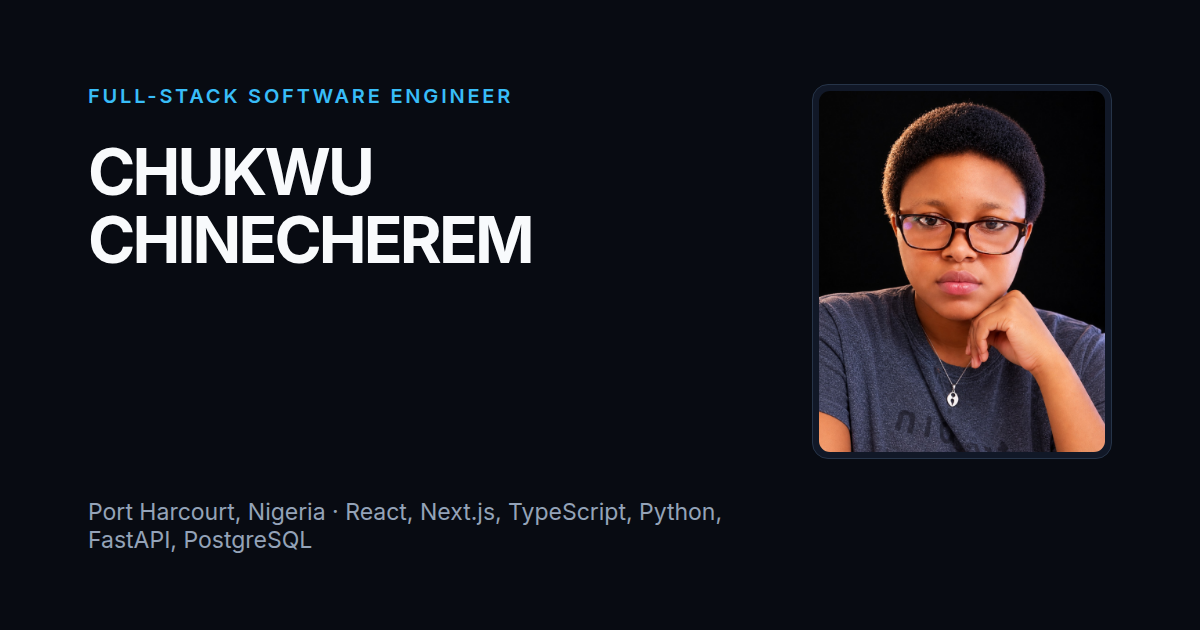 FULL-STACK SOFTWARE ENGINEER
CHUKWU
CHINECHEREM
Port Harcourt, Nigeria · React, Next.js, TypeScript, Python,
FastAPI, PostgreSQL